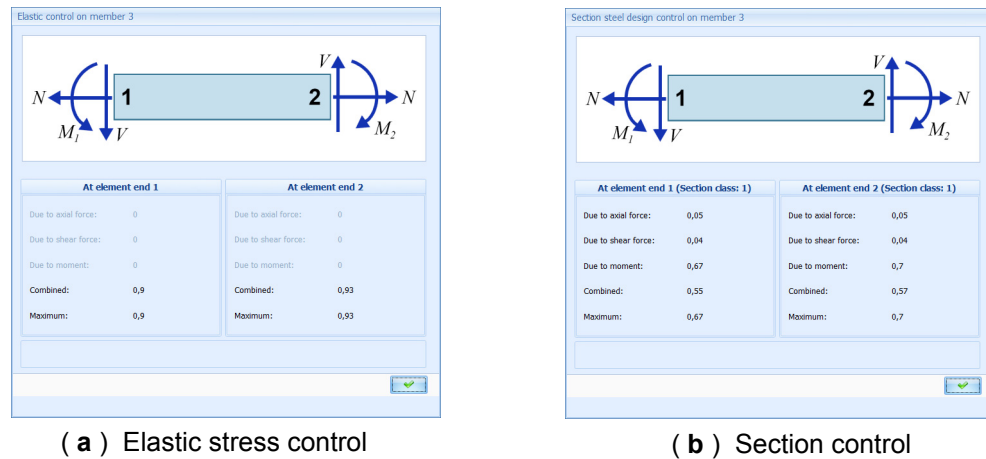 Elastic control on member 3
N
M1
V
1
2
V
N
M2
At element end 1
At element end 2
Due to axial force: 0
Due to axial force: 0
Due to shear force: 0
Due to shear force: 0
Due to moment: 0
Due to moment: 0
Combined: 0,9
Combined: 0,93
Maximum: 0,9
Maximum: 0,93
( a ) Elastic stress control
Section steel design control on member 3
N
M1
V
1
2
V
N
M2
At element end 1 (Section class: 1)
At element end 2 (Section class: 1)
Due to axial force: 0,05
Due to axial force: 0,05
Due to shear force: 0,04
Due to shear force: 0,04
Due to moment: 0,67
Due to moment: 0,7
Combined: 0,55
Combined: 0,57
Maximum: 0,67
Maximum: 0,7
( b ) Section control